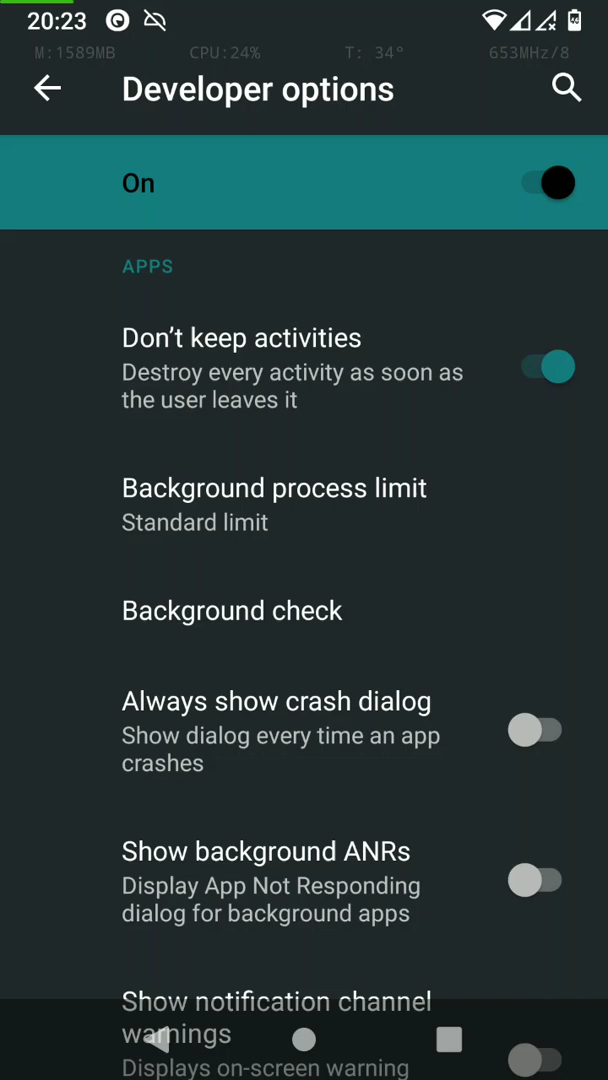 20:23
M:1589MB CPU:24% T: 34° 653MHz/8
Developer options
On
APPS
Don’t keep activities
Destroy every activity as soon as
the user leaves it
Background process limit
Standard limit
Background check
Always show crash dialog
Show dialog every time an app
crashes
Show background ANRs
Display App Not Responding
dialog for background apps
Show notification channel
warnings
Displays on-screen warning